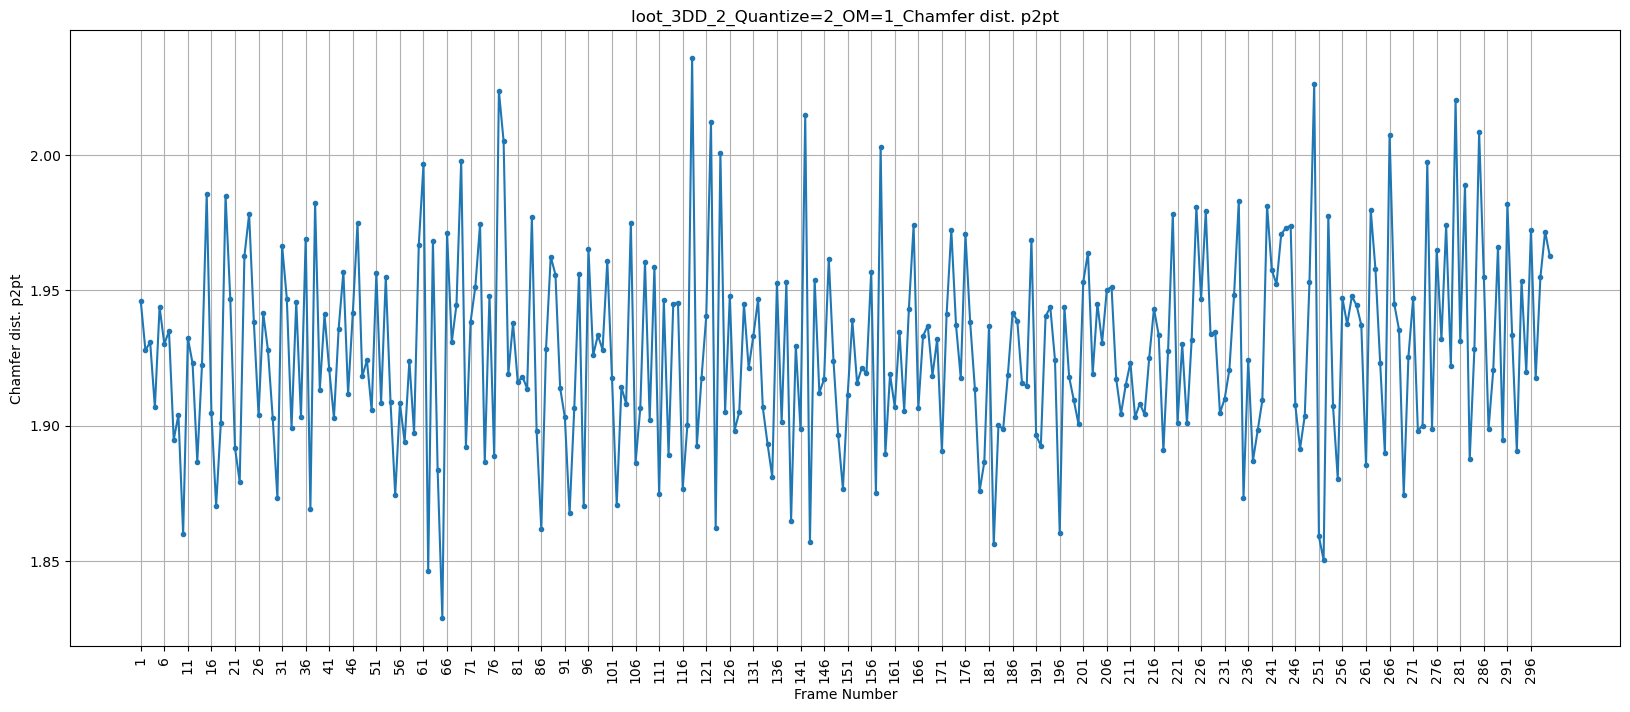 loot_3DD_2_Quantize=2_OM=1_Chamfer dist. p2pt
Chamfer dist. p2pt
2.00
1.95
1.90
1.85
1 6 11 16 21 26 31 36 41 46 51 56 61 66 71 76 81 86 91 96 101 106 111 116 121 126 131 136 141 146 151 156 161 166 171 176 181 186 191 196 201 206 211 216 221 226 231 236 241 246 251 256 261 266 271 276 281 286 291 296
Frame Number